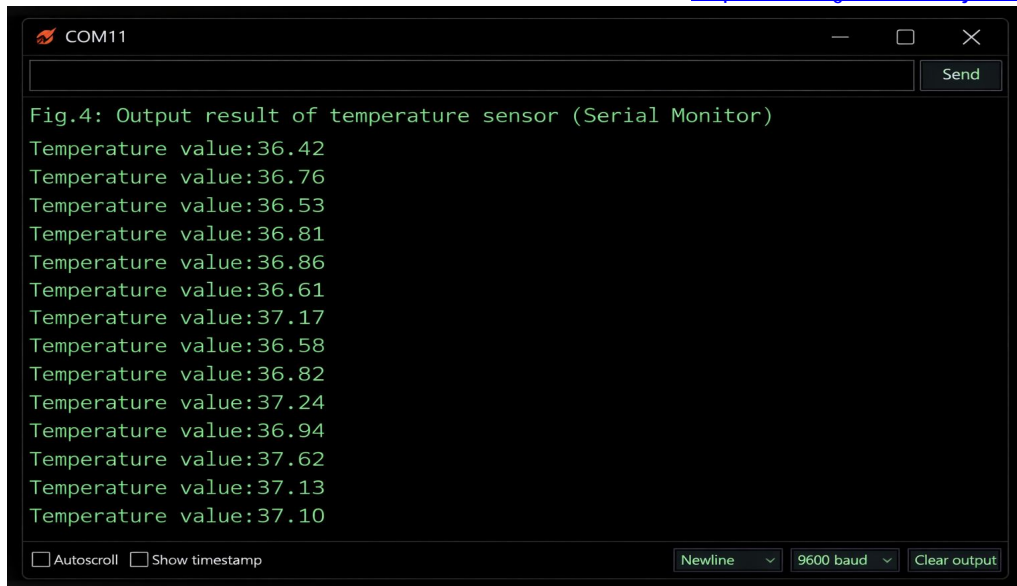 COM11
Send
Fig.4: Output result of temperature sensor (Serial Monitor)
Temperature value:36.42
Temperature value:36.76
Temperature value:36.53
Temperature value:36.81
Temperature value:36.86
Temperature value:36.61
Temperature value:37.17
Temperature value:36.58
Temperature value:36.82
Temperature value:37.24
Temperature value:36.94
Temperature value:37.62
Temperature value:37.13
Temperature value:37.10
Autoscroll Show timestamp Newline 9600 baud Clear output